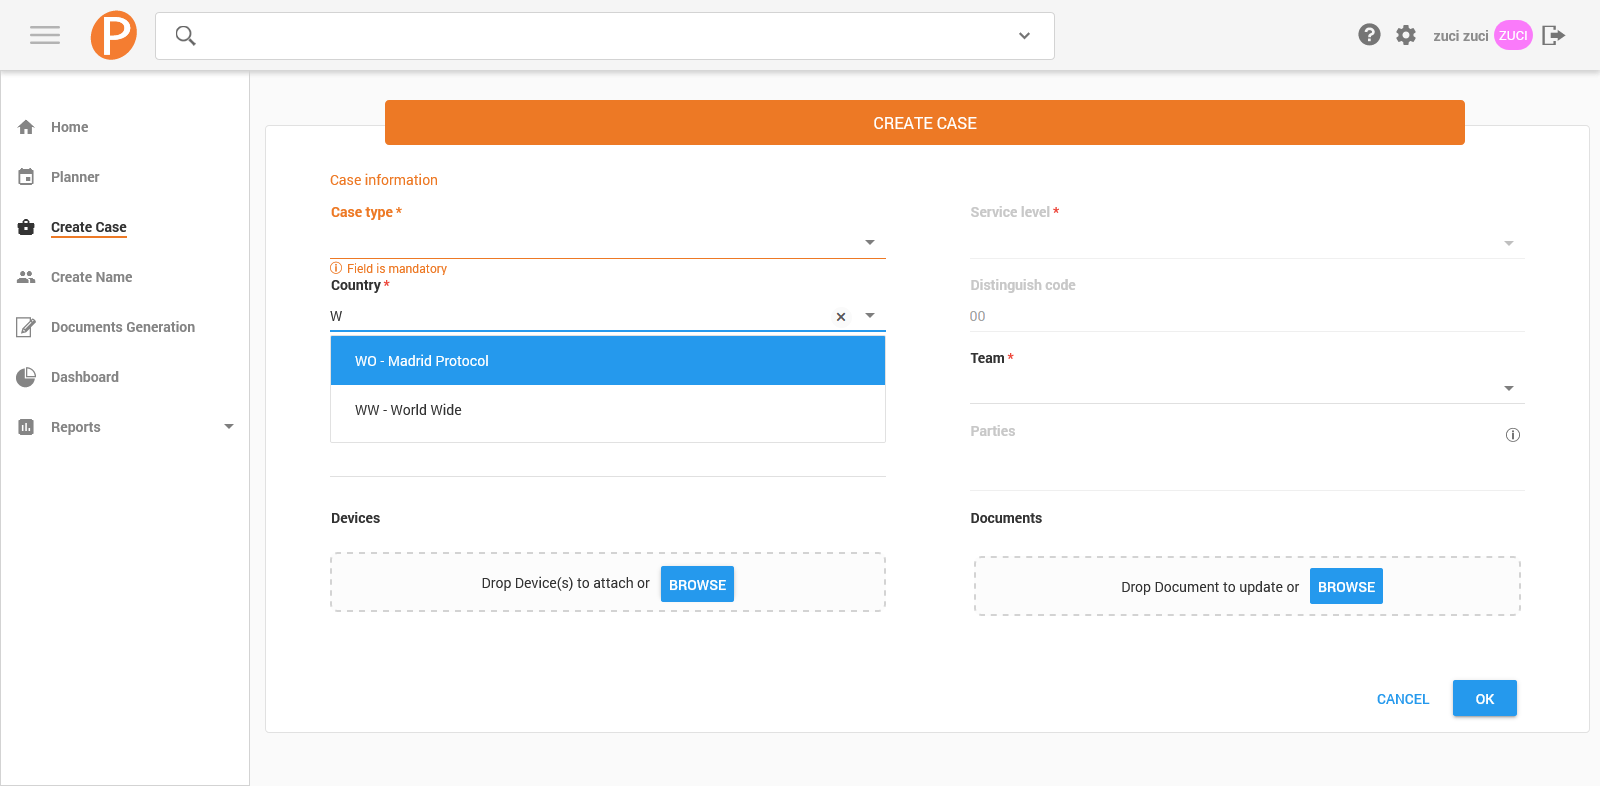 P
zuci zuci ZUCI
Home
Planner
Create Case
Create Name
Documents Generation
Dashboard
Reports
CREATE CASE
Case information
Case type *
Field is mandatory
Country *
W
WO - Madrid Protocol
WW - World Wide
Service level *
Distinguish code
00
Team *
Parties
Devices
Drop Device(s) to attach or BROWSE
Documents
Drop Document to update or BROWSE
CANCEL OK